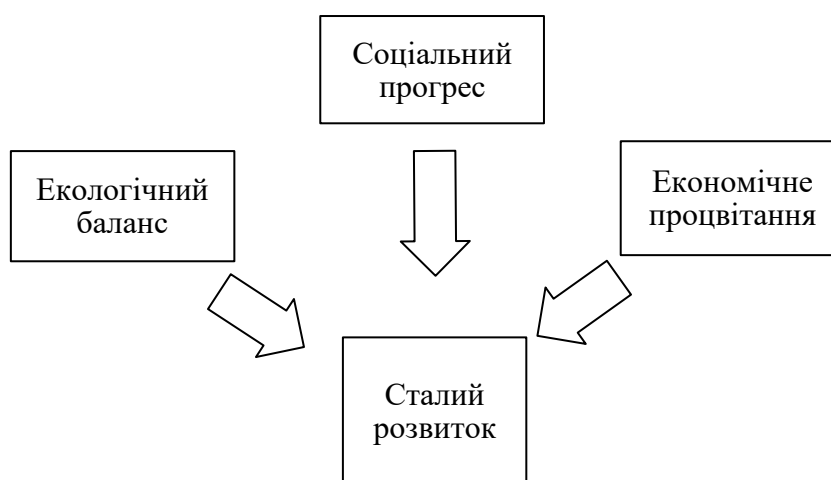 Соціальний
прогрес
Екологічний
баланс
Економічне
процвітання
Сталий
розвиток